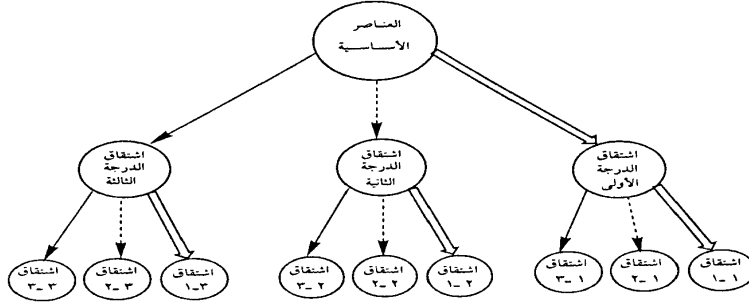 العناصر
الأساسية
اشتقاق
الدرجة
الأولى
اشتقاق
الدرجة
الثانية
اشتقاق
الدرجة
الثالثة
اشتقاق
١ - ١
اشتقاق
١ - ٢
اشتقاق
١ - ٣
اشتقاق
٢ - ١
اشتقاق
٢ - ٢
اشتقاق
٢ - ٣
اشتقاق
٣ - ١
اشتقاق
٣ - ٢
اشتقاق
٣ - ٣